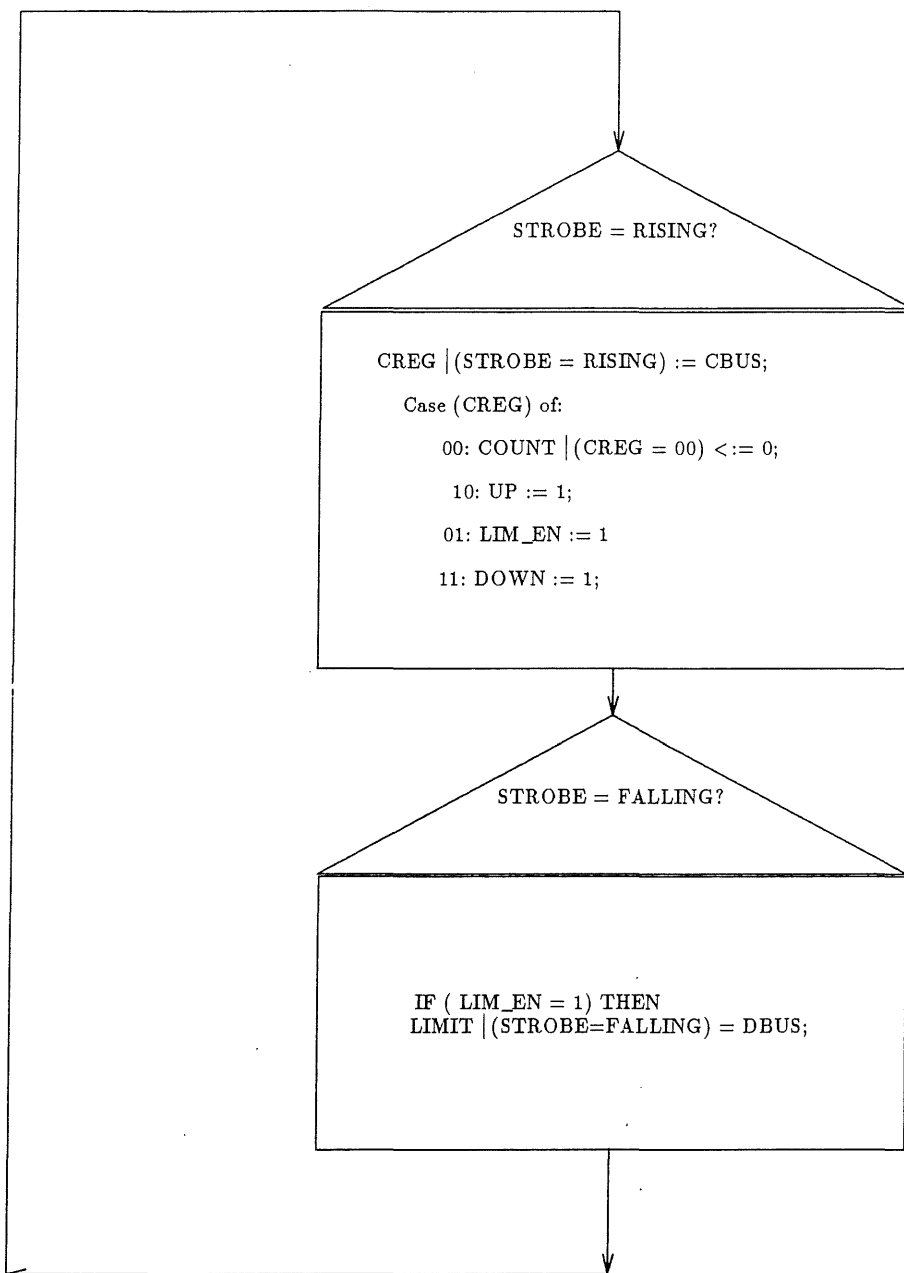 STROBE = RISING?
CREG |(STROBE = RISING) := CBUS;
Case (CREG) of:
00: COUNT |(CREG = 00) <:= 0;
10: UP := 1;
01: LIM_EN := 1
11: DOWN := 1;
STROBE = FALLING?
IF ( LIM_EN = 1) THEN
LIMIT |(STROBE=FALLING) = DBUS;